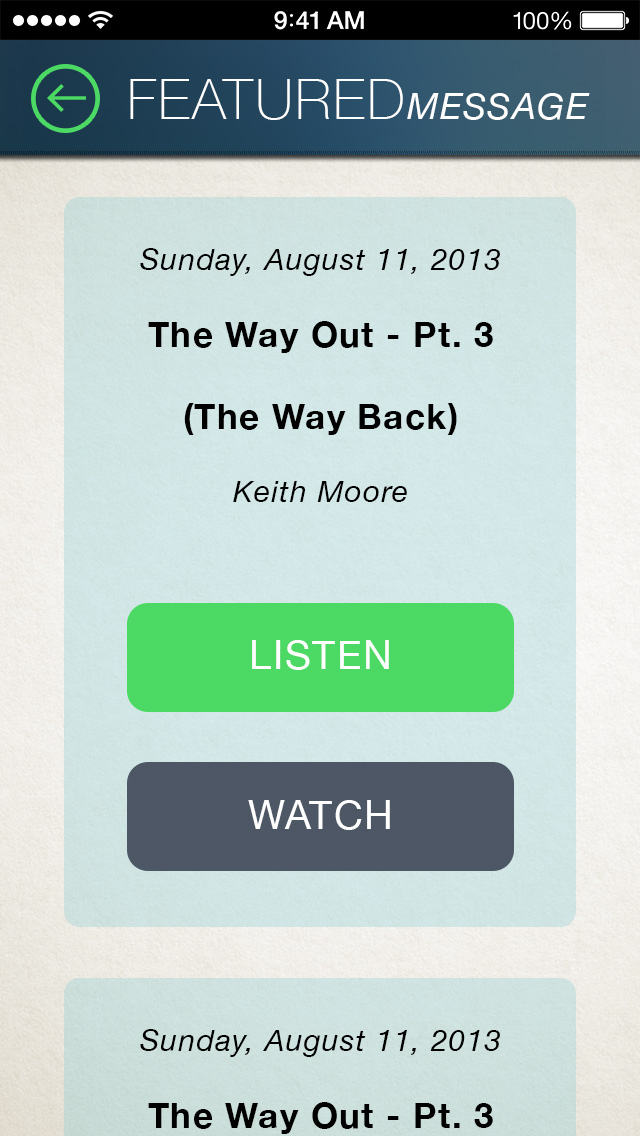 9:41 AM 100%
FEATUREDMESSAGE
Sunday, August 11, 2013
The Way Out - Pt. 3
(The Way Back)
Keith Moore
LISTEN
WATCH
Sunday, August 11, 2013
The Way Out - Pt. 3